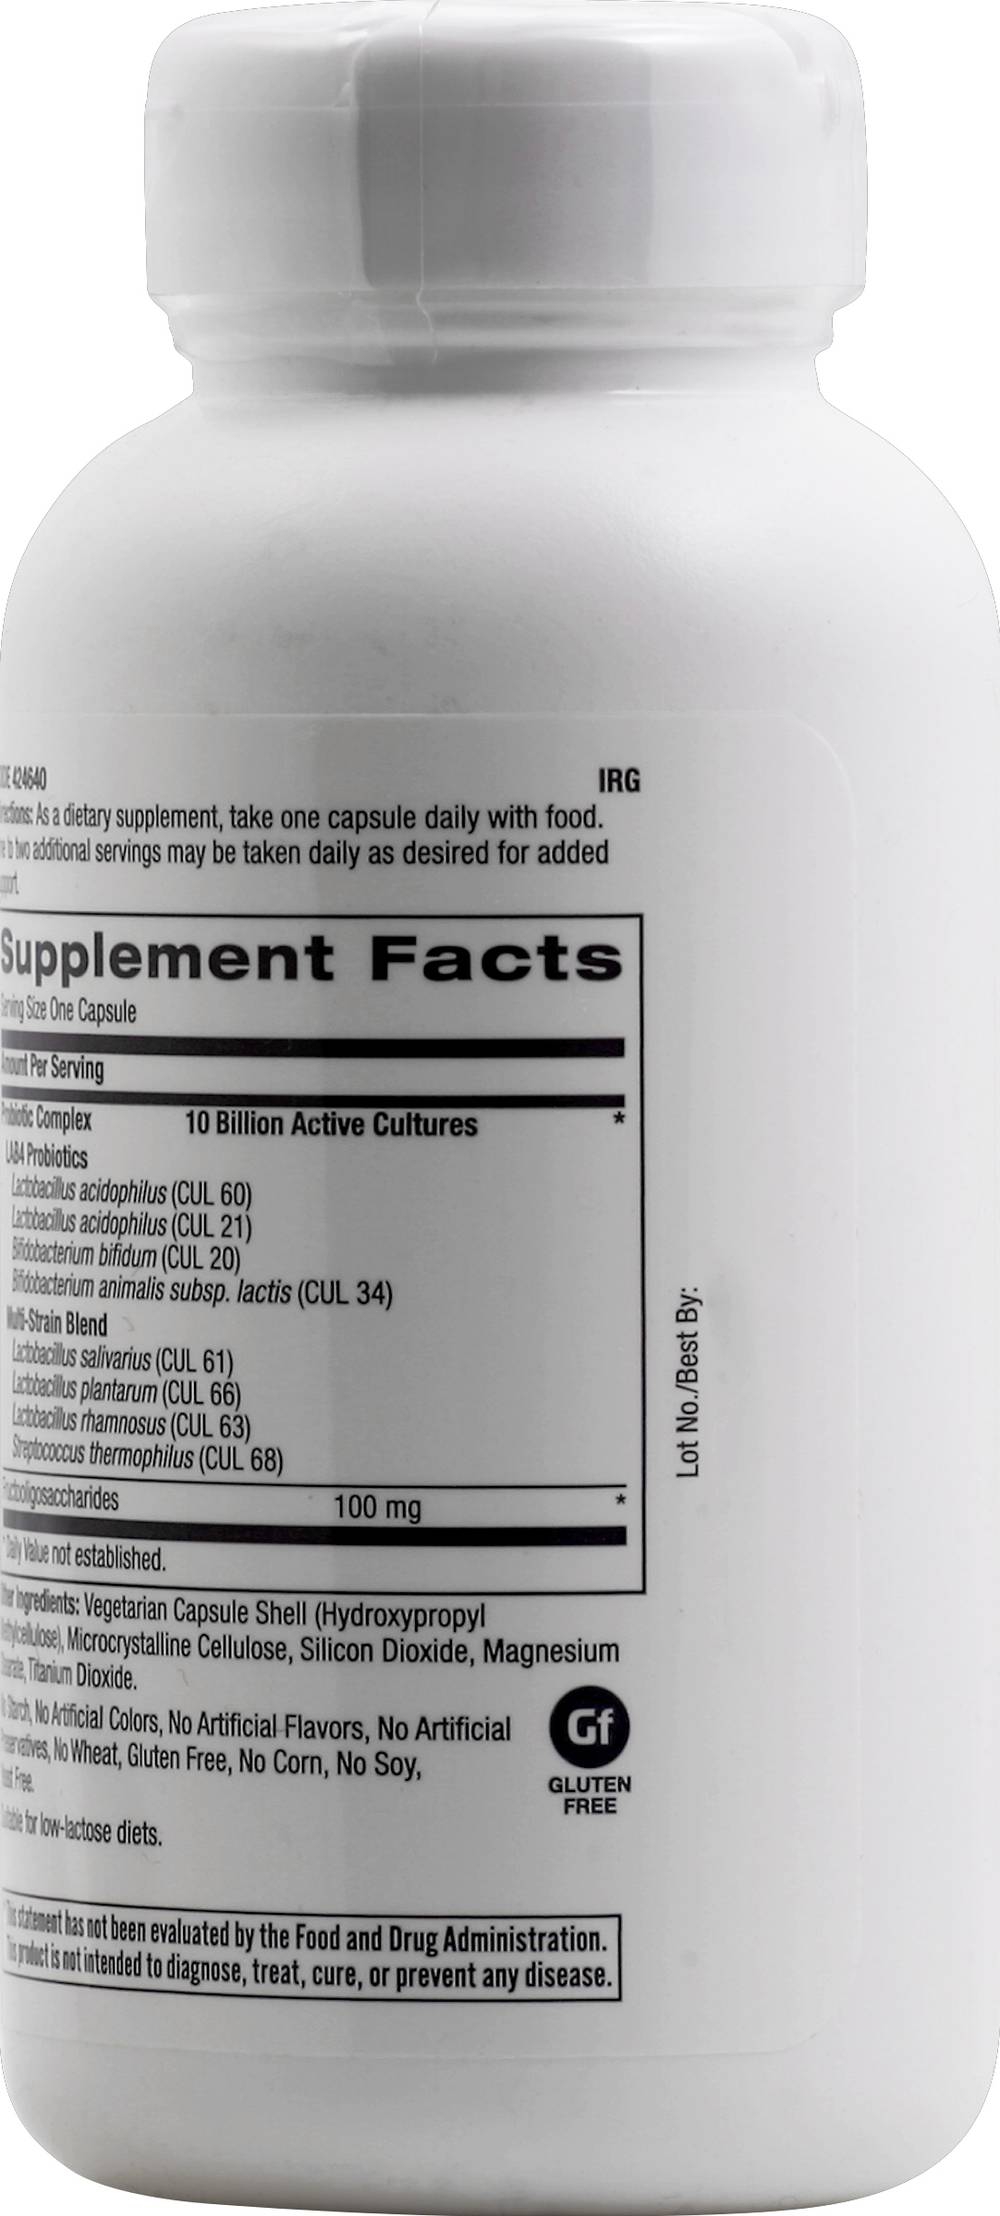 424640
IRG
As a dietary supplement, take one capsule daily with food.
two additional servings may be taken daily as desired for added
Supplement Facts
Serving Size One Capsule
Amount Per Serving
Probiotic Complex 10 Billion Active Cultures *
LAB4 Probiotics
Lactobacillus acidophilus (CUL 60)
Lactobacillus acidophilus (CUL 21)
Bifidobacterium bifidum (CUL 20)
Bifidobacterium animalis subsp. lactis (CUL 34)
Multi-Strain Blend
Lactobacillus salivarius (CUL 61)
Lactobacillus plantarum (CUL 66)
Lactobacillus rhamnosus (CUL 63)
Streptococcus thermophilus (CUL 68)
Fructooligosaccharides 100 mg *
* Daily Value not established.
Ingredients: Vegetarian Capsule Shell (Hydroxypropyl
Microcrystalline Cellulose, Silicon Dioxide, Magnesium
Titanium Dioxide.
Starch, No Artificial Colors, No Artificial Flavors, No Artificial
No Wheat, Gluten Free, No Corn, No Soy,
Free.
for low-lactose diets.
Gf
GLUTEN
FREE
This statement has not been evaluated by the Food and Drug Administration.
This product is not intended to diagnose, treat, cure, or prevent any disease.
Lot No./Best By: